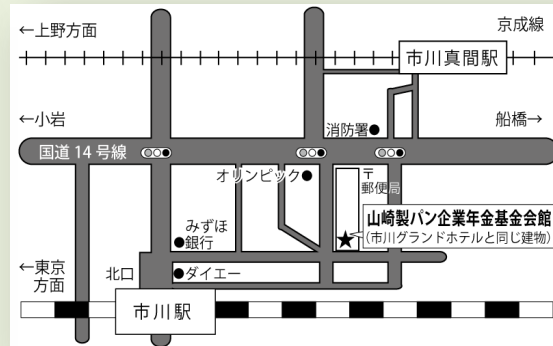 ←上野方面
京成線
市川真間駅
←小岩
消防署
船橋→
国道14号線
オリンピック
〒
郵便局
山崎製パン企業年金基金会館
(市川グランドホテルと同じ建物)
みずほ
銀行
←東京
方面
北口
ダイエー
市川駅